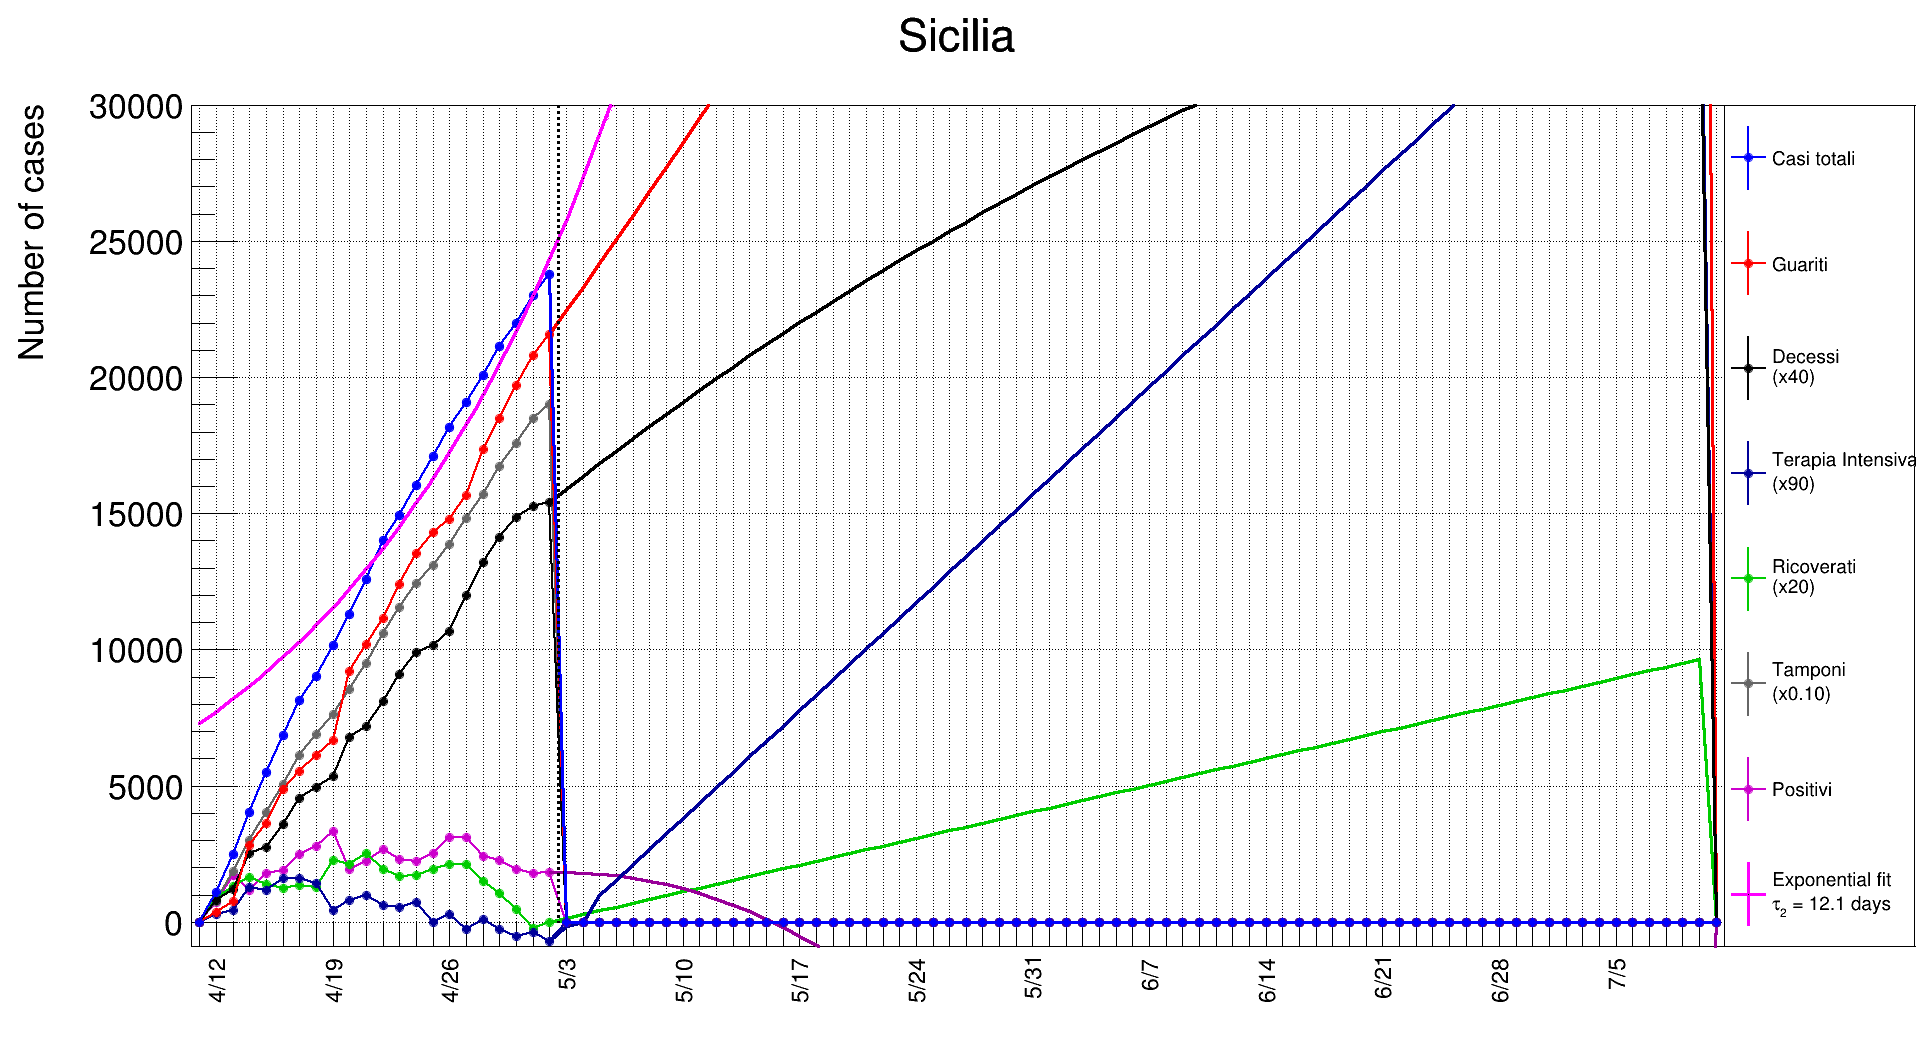 Sicilia
Number of cases
30000
25000
20000
15000
10000
5000
0
4/12
4/19
4/26
5/3
5/10
5/17
5/24
5/31
6/7
6/14
6/21
6/28
7/5
Casi totali
Guariti
Decessi
(x40)
Terapia Intensiva
(x90)
Ricoverati
(x20)
Tamponi
(x0.10)
Positivi
Exponential fit
τ2 = 12.1 days